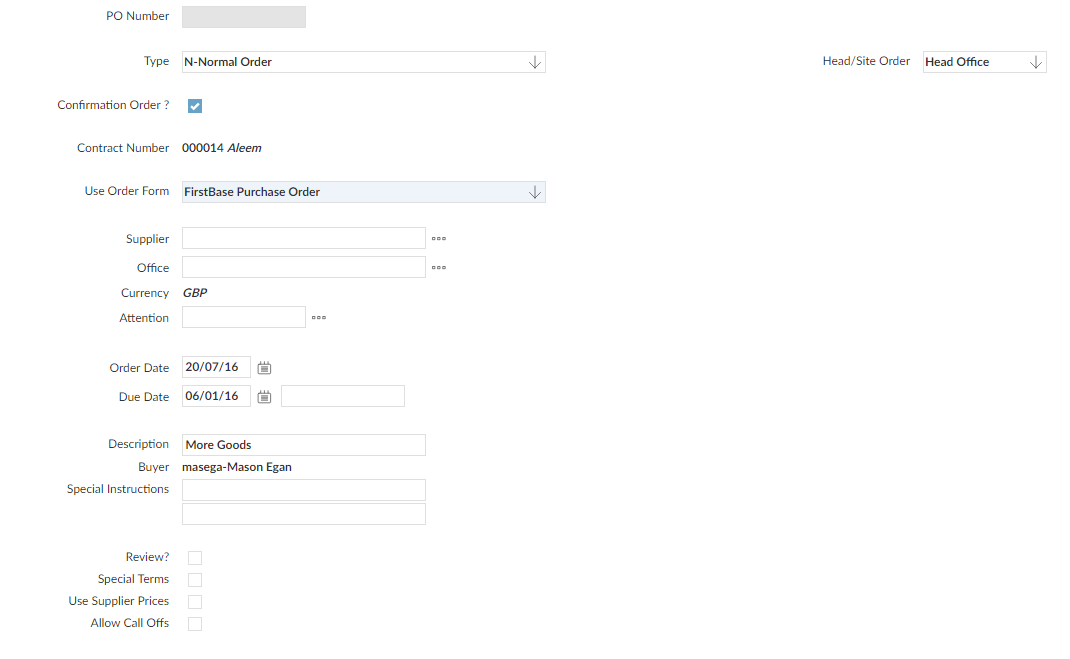 PO Number
Type N-Normal Order Head/Site Order Head Office
Confirmation Order ?
Contract Number 000014 Aleem
Use Order Form FirstBase Purchase Order
Supplier
Office
Currency GBP
Attention
Order Date 20/07/16
Due Date 06/01/16
Description More Goods
Buyer masega-Mason Egan
Special Instructions
Review?
Special Terms
Use Supplier Prices
Allow Call Offs